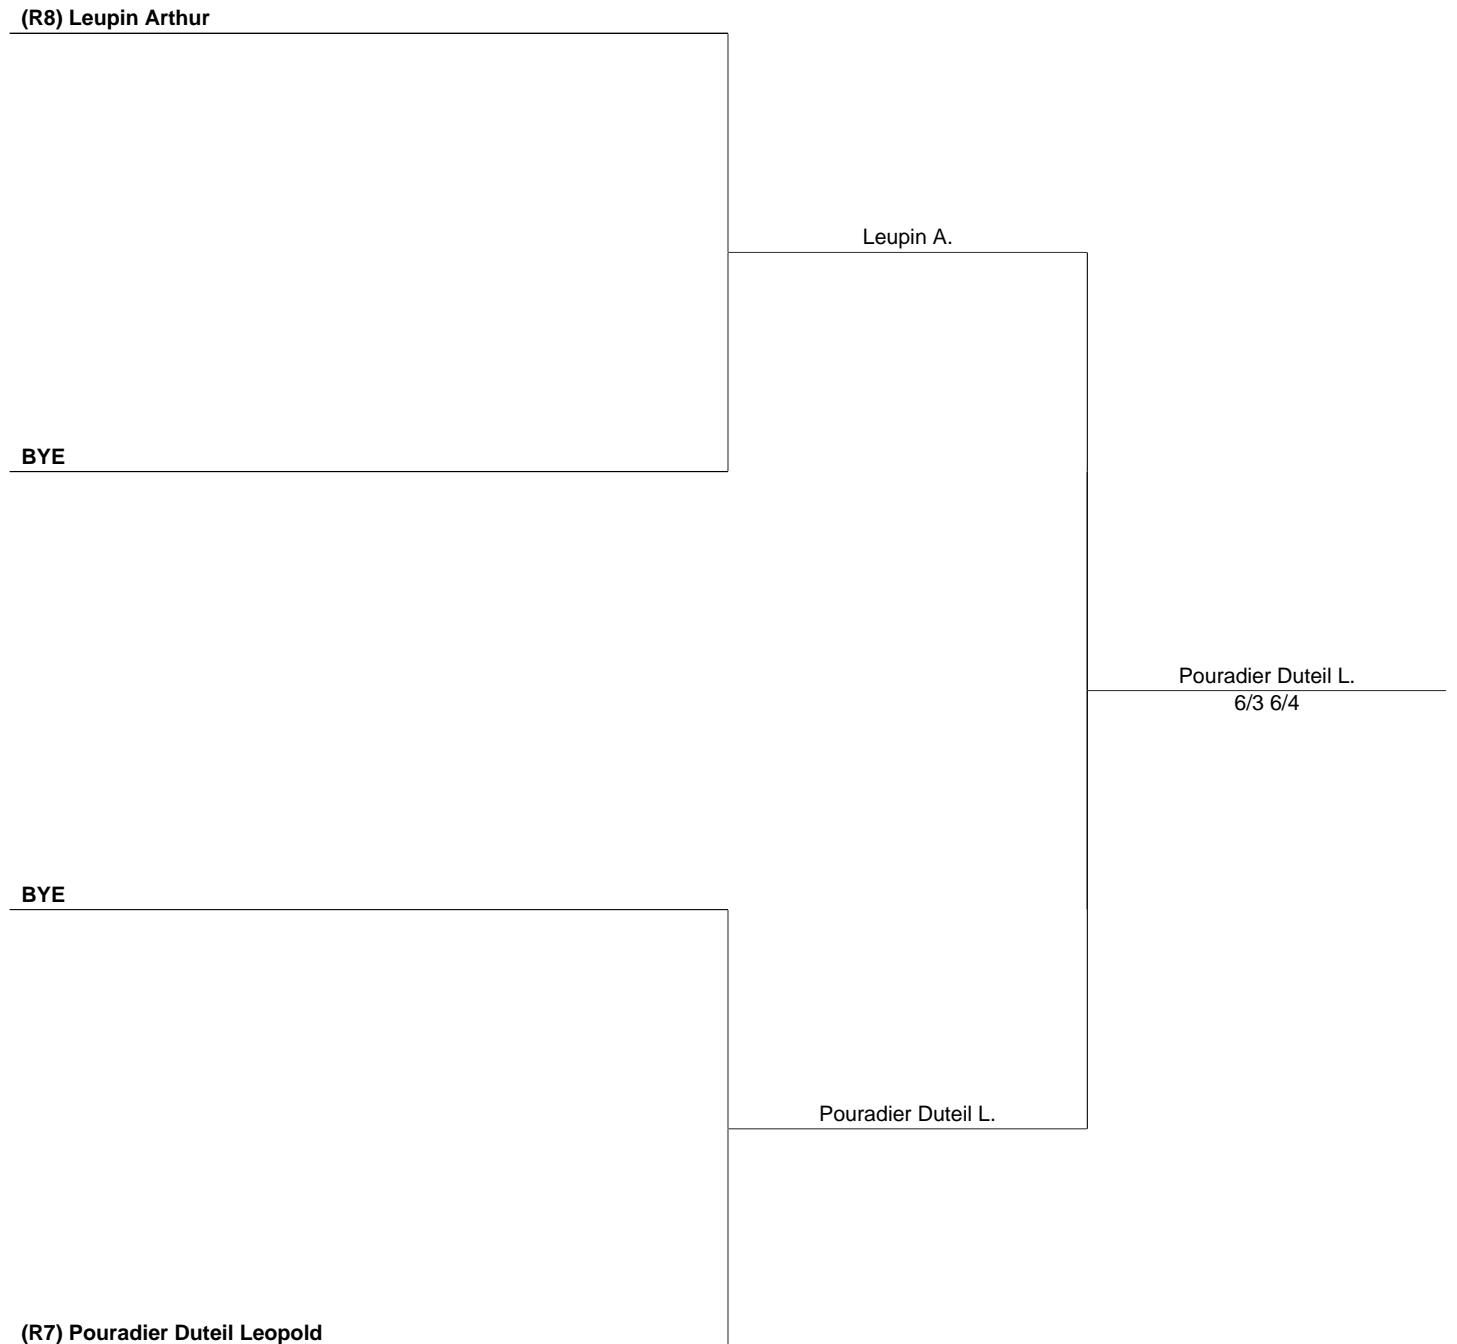 (R8) Leupin Arthur
Leupin A.
BYE
Pouradier Duteil L.
6/3 6/4
BYE
Pouradier Duteil L.
(R7) Pouradier Duteil Leopold